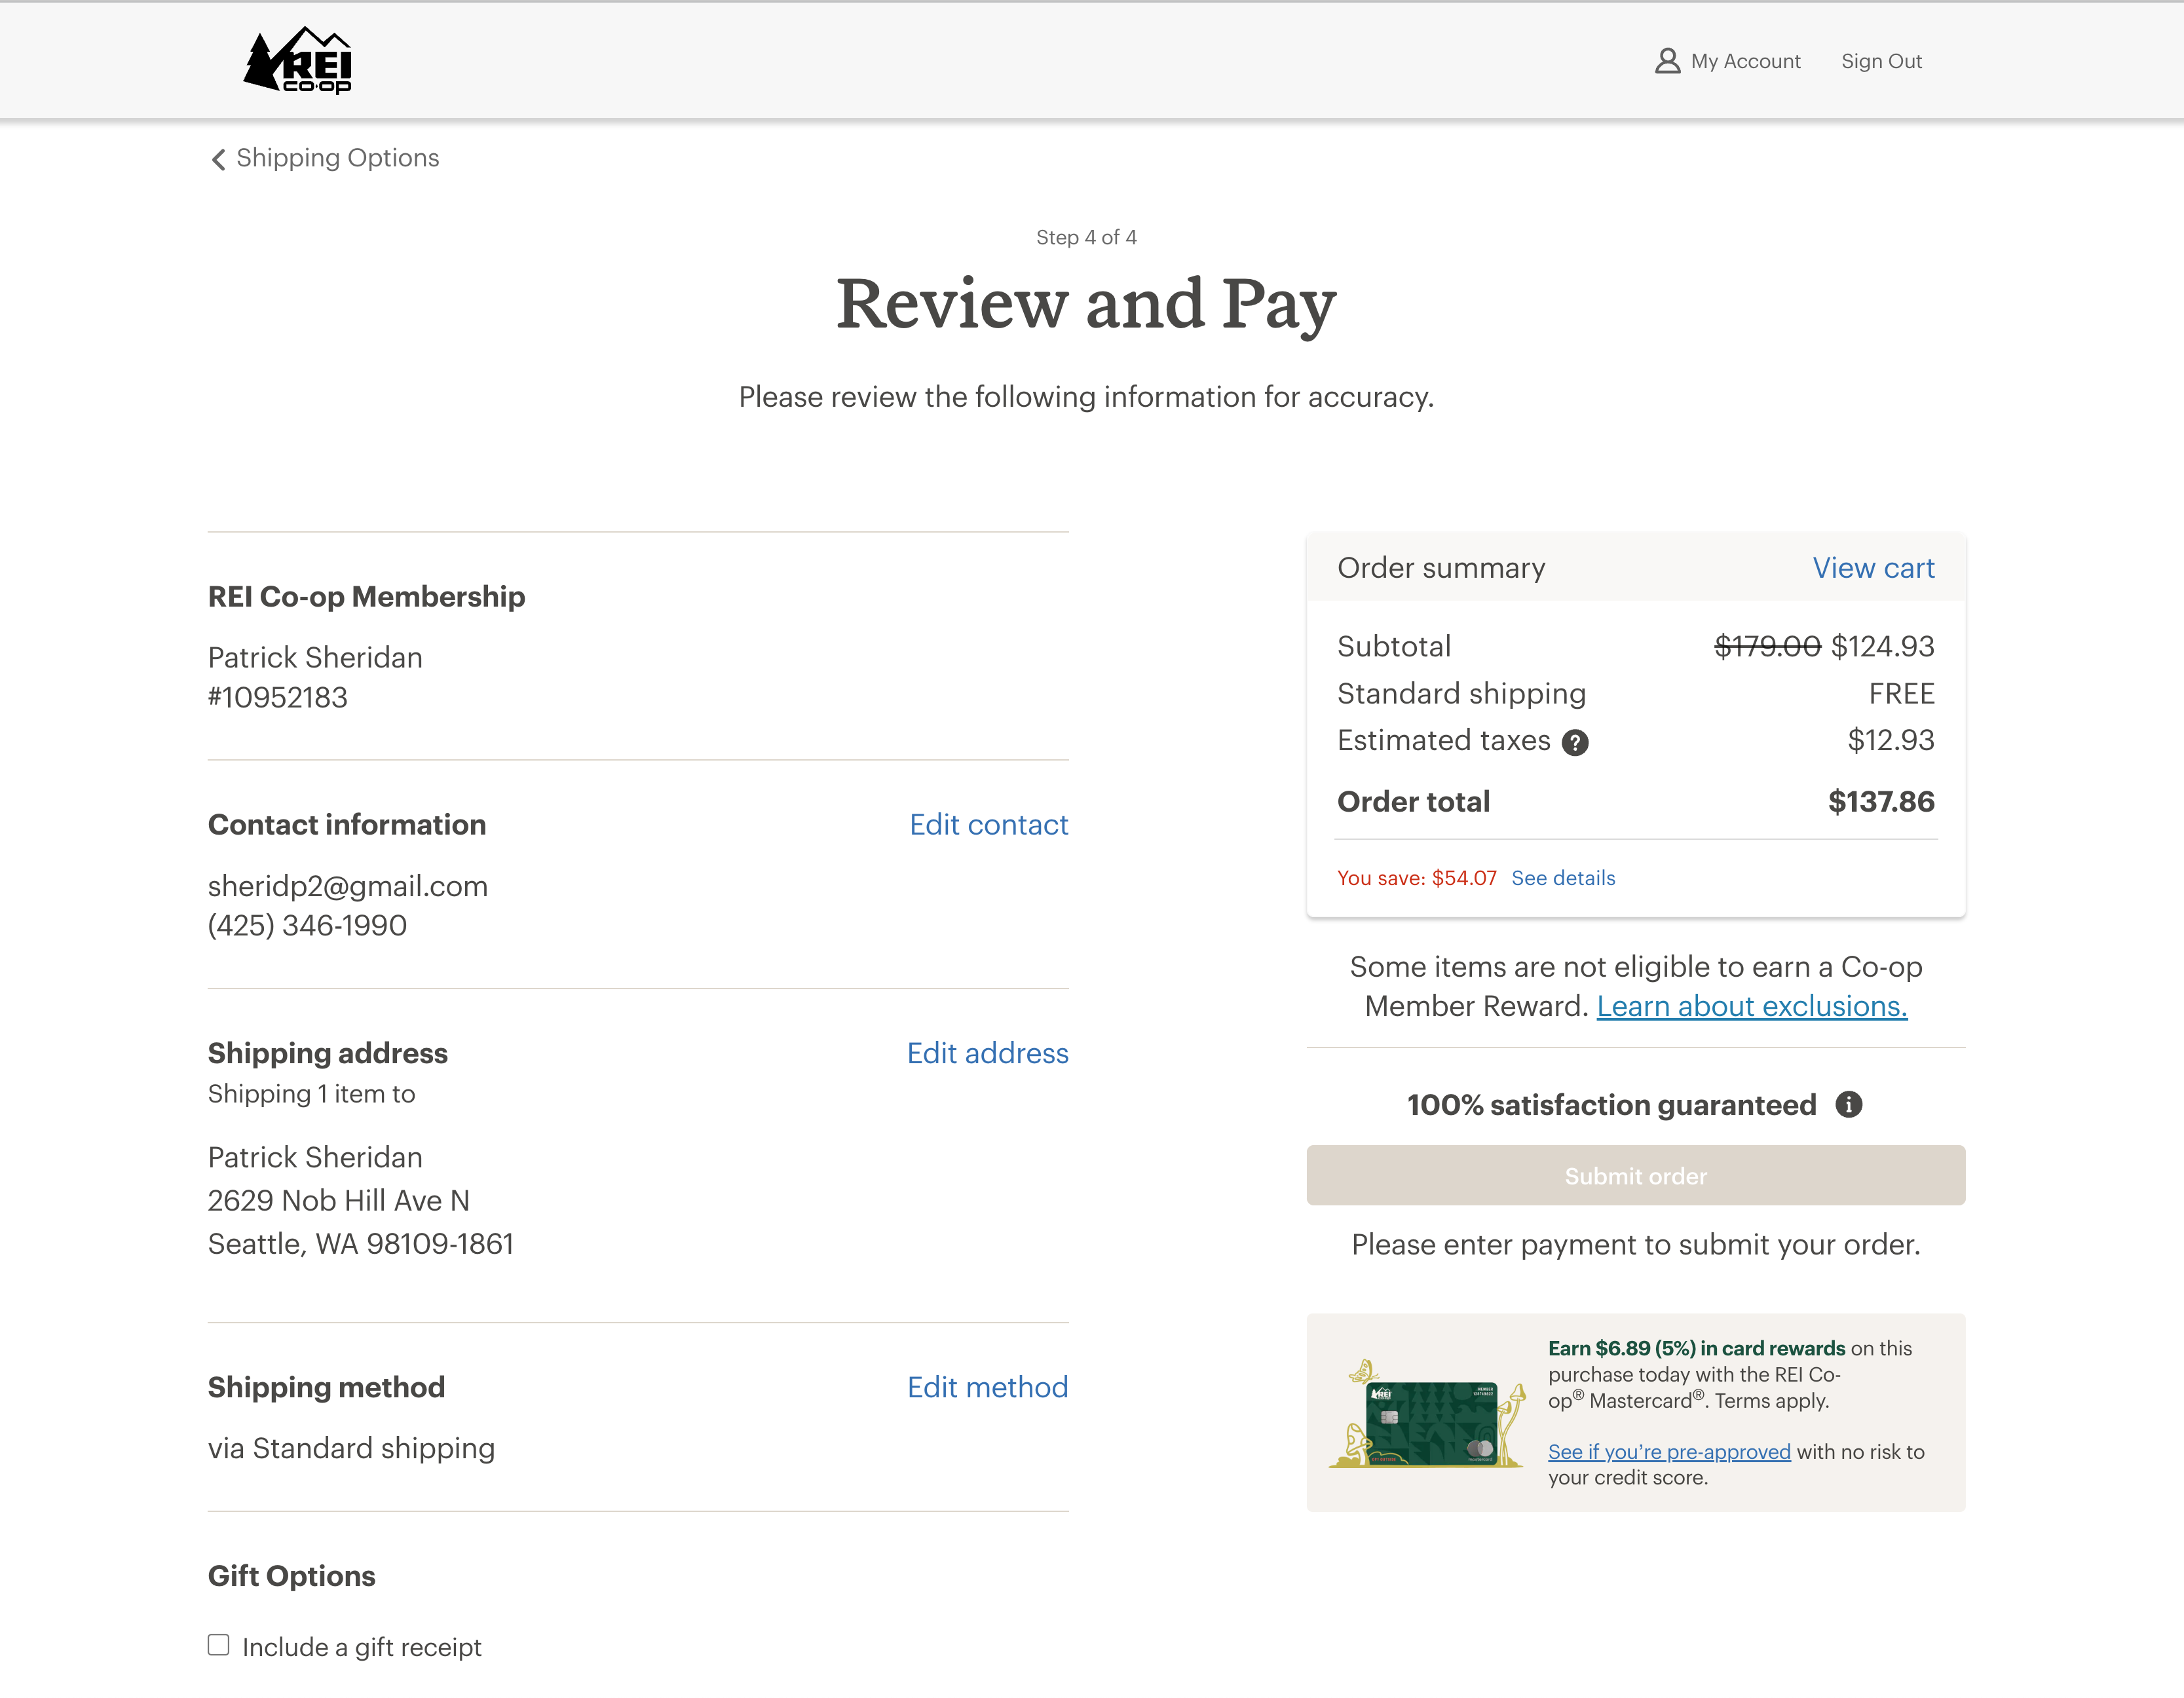 REI
CO·OP
My Account
Sign Out
Shipping Options
Step 4 of 4
Review and Pay
Please review the following information for accuracy.
REI Co-op Membership
Patrick Sheridan
#10952183
Contact information
Edit contact
sheridp2@gmail.com
(425) 346-1990
Shipping address
Edit address
Shipping 1 item to
Patrick Sheridan
2629 Nob Hill Ave N
Seattle, WA 98109-1861
Shipping method
Edit method
via Standard shipping
Gift Options
Include a gift receipt
Order summary
View cart
Subtotal $179.00 $124.93
Standard shipping FREE
Estimated taxes ? $12.93
Order total $137.86
You save: $54.07 See details
Some items are not eligible to earn a Co-op
Member Reward. Learn about exclusions.
100% satisfaction guaranteed
Submit order
Please enter payment to submit your order.
REI
Earn $6.89 (5%) in card rewards on this
purchase today with the REI Co-
op® Mastercard®. Terms apply.
See if you're pre-approved with no risk to
your credit score.